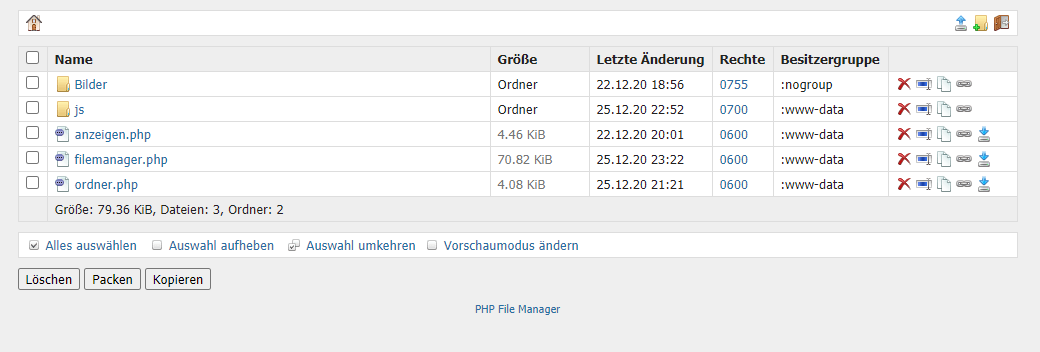 Name Größe Letzte Änderung Rechte Besitzergruppe
Bilder Ordner 22.12.20 18:56 0755 :nogroup
js Ordner 25.12.20 22:52 0700 :www-data
anzeigen.php 4.46 KiB 22.12.20 20:01 0600 :www-data
filemanager.php 70.82 KiB 25.12.20 23:22 0600 :www-data
ordner.php 4.08 KiB 25.12.20 21:21 0600 :www-data
Größe: 79.36 KiB, Dateien: 3, Ordner: 2
Alles auswählen Auswahl aufheben Auswahl umkehren Vorschaumodus ändern
Löschen Packen Kopieren
PHP File Manager